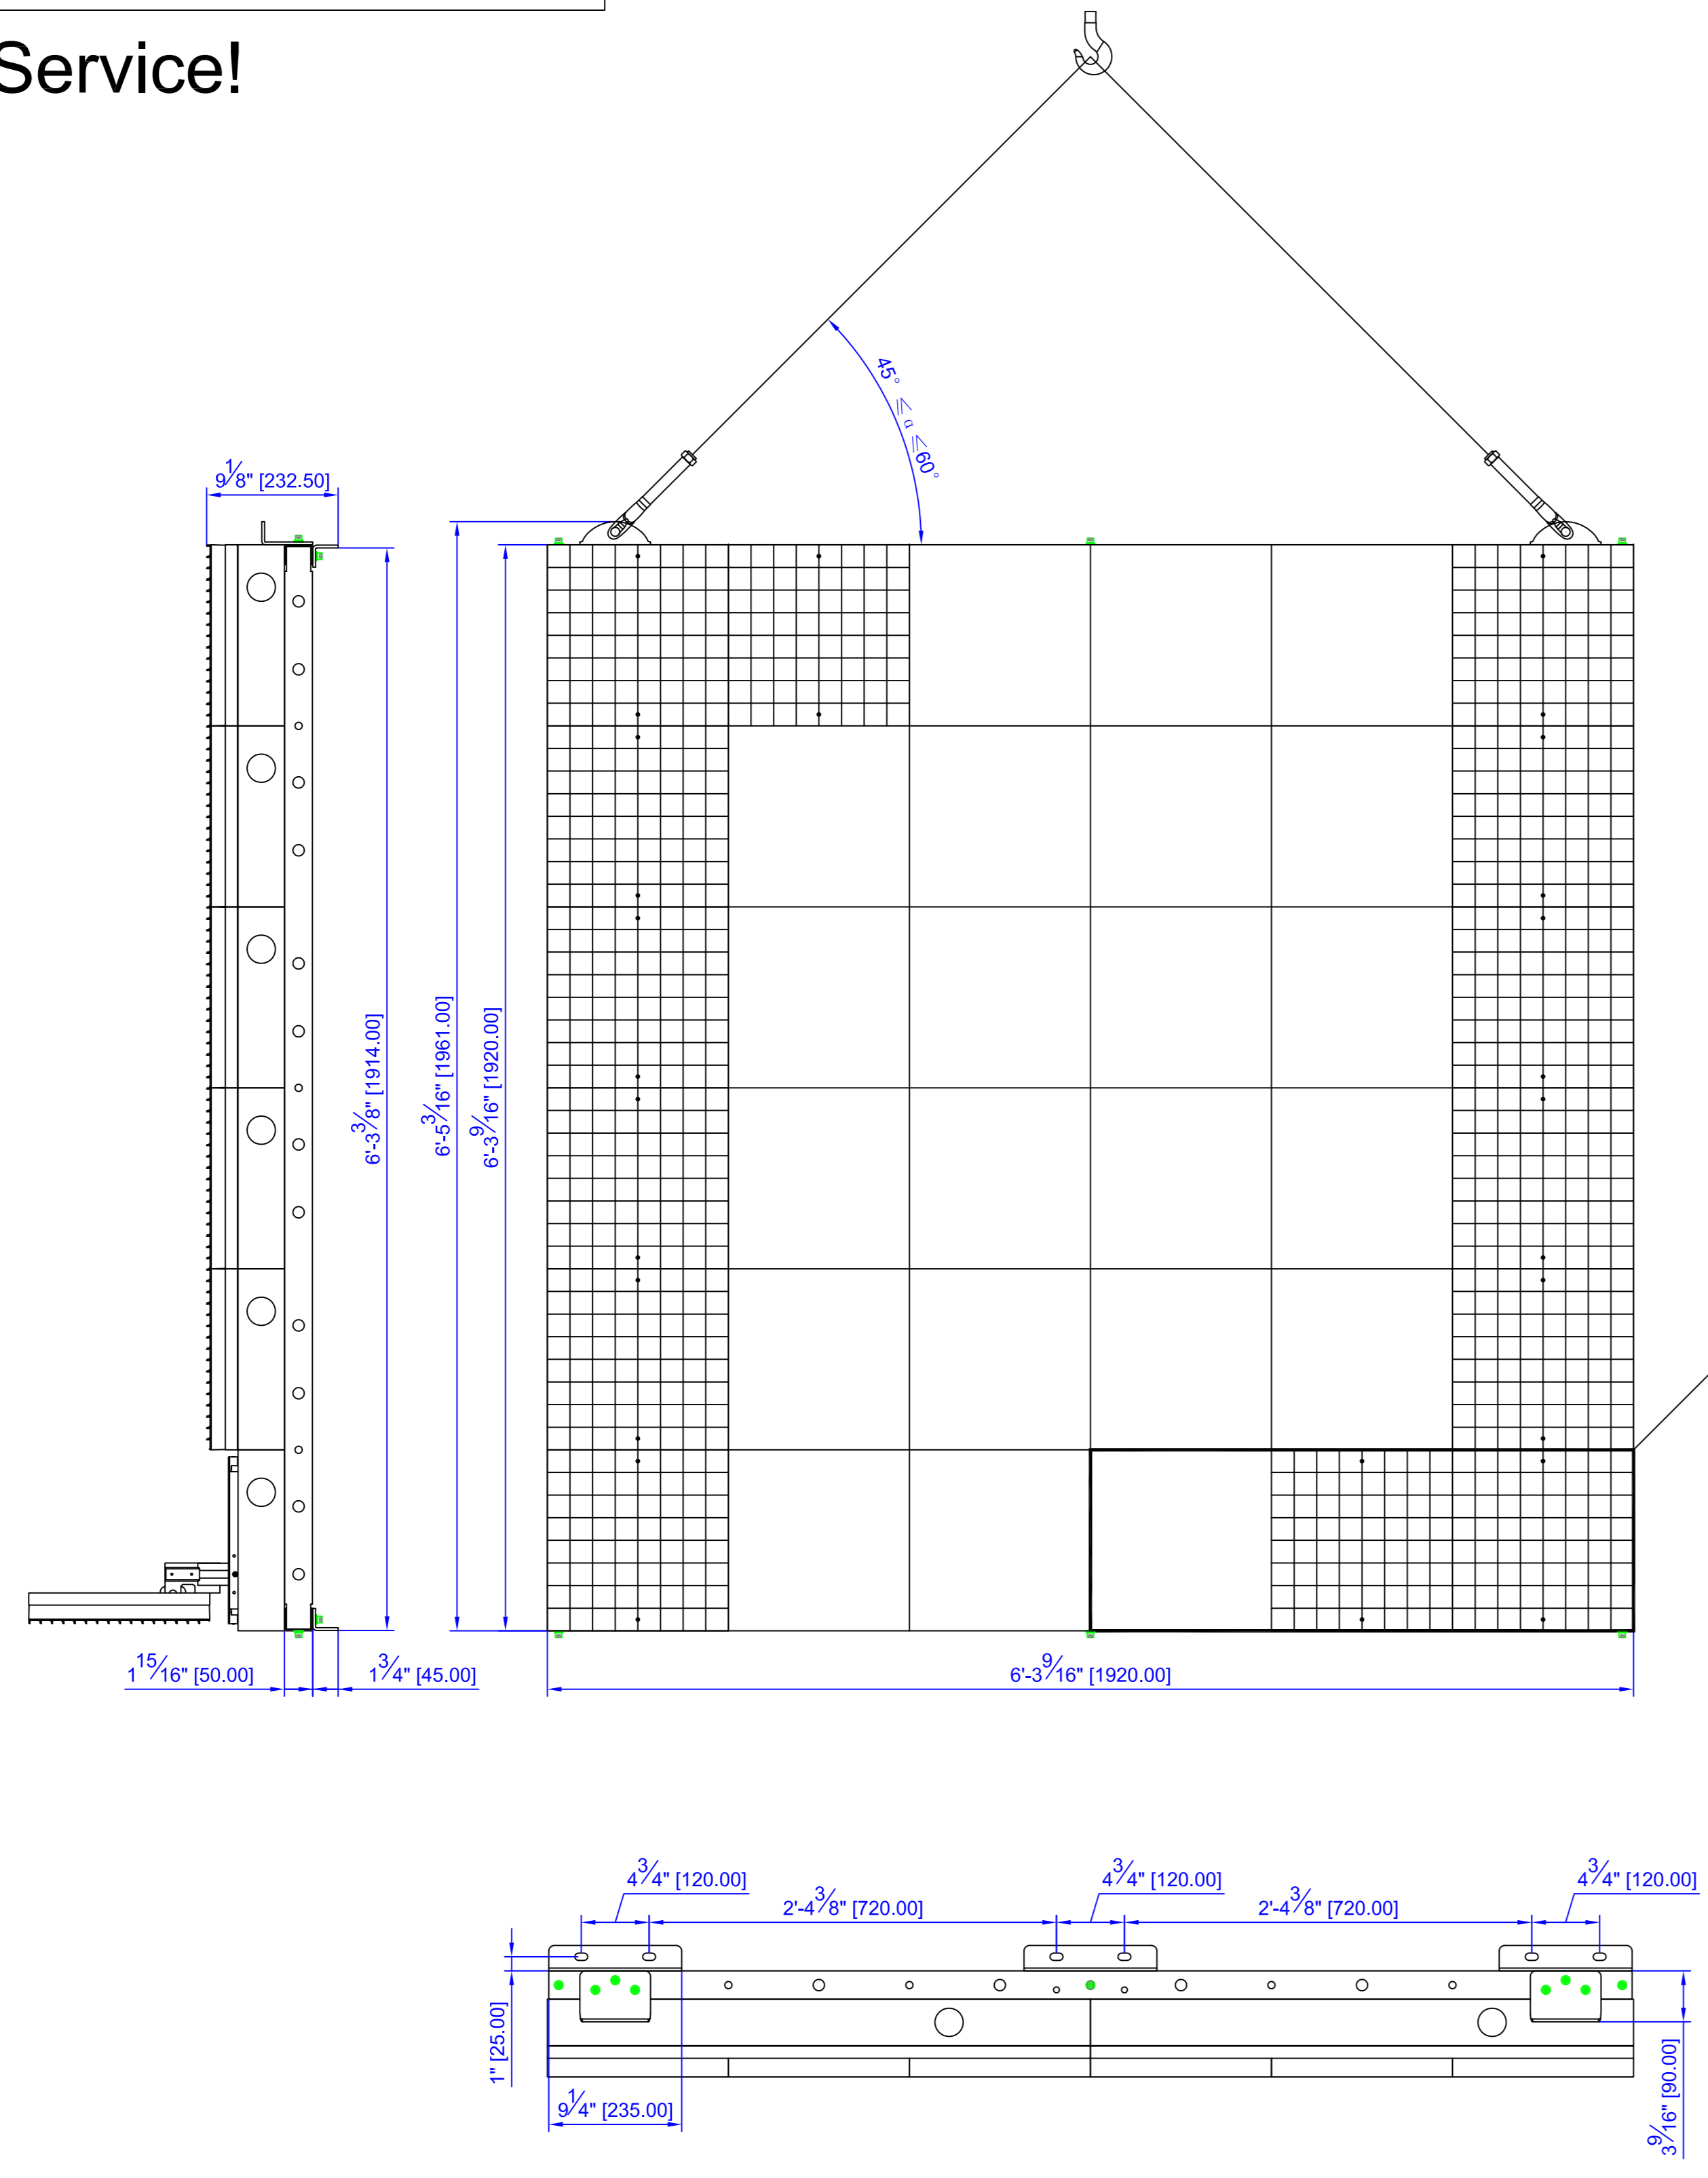 Service!
45° ≤ α ≤60°
9 1/8" [232.50]
6'-3 3/8" [1914.00]
6'-5 3/16" [1961.00]
6'-3 9/16" [1920.00]
1 15/16" [50.00]
1 3/4" [45.00]
6'-3 9/16" [1920.00]
4 3/4" [120.00]
4 3/4" [120.00]
4 3/4" [120.00]
2'-4 3/8" [720.00]
2'-4 3/8" [720.00]
1" [25.00]
9 1/4" [235.00]
3 9/16" [90.00]